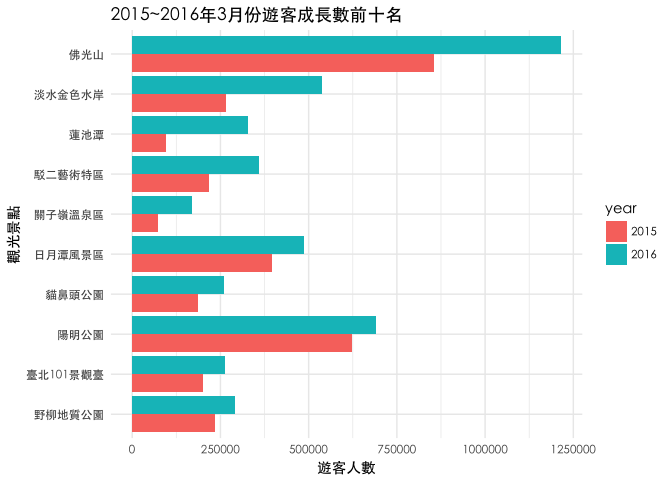 2015~2016年3月份遊客成長數前十名
佛光山
淡水金色水岸
蓮池潭
駁二藝術特區
關子嶺溫泉區
日月潭風景區
貓鼻頭公園
陽明公園
臺北101景觀臺
野柳地質公園
觀光景點
0
250000
500000
750000
1000000
1250000
遊客人數
year
2015
2016